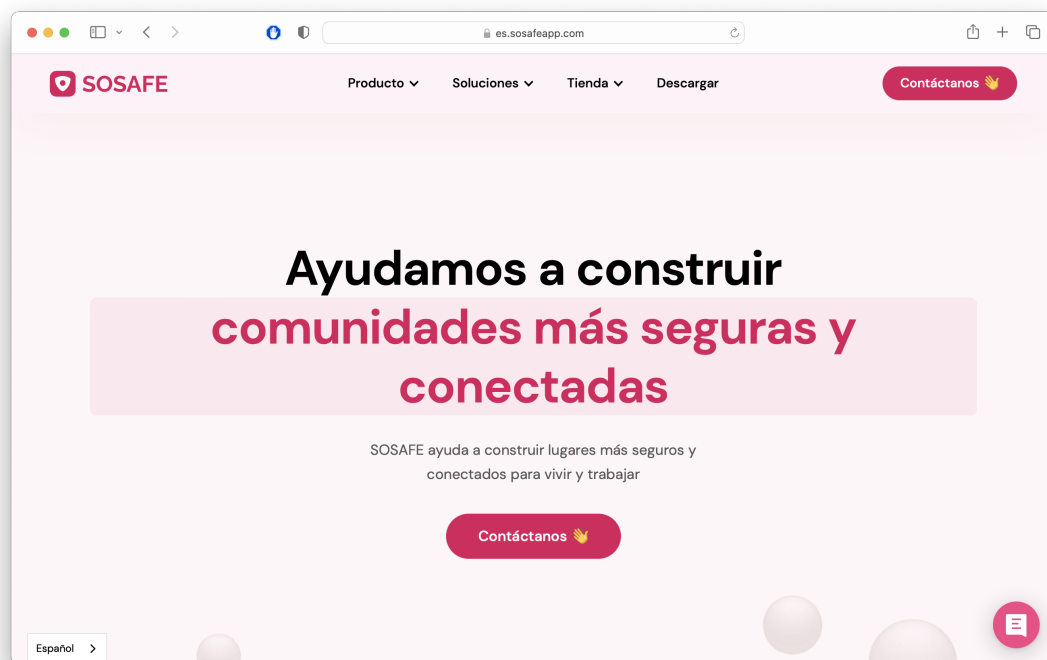 es.sosafeapp.com
SOSAFE
Producto
Soluciones
Tienda
Descargar
Contáctanos 👋
Ayudamos a construir
comunidades más seguras y
conectadas
SOSAFE ayuda a construir lugares más seguros y
conectados para vivir y trabajar
Contáctanos 👋
Español